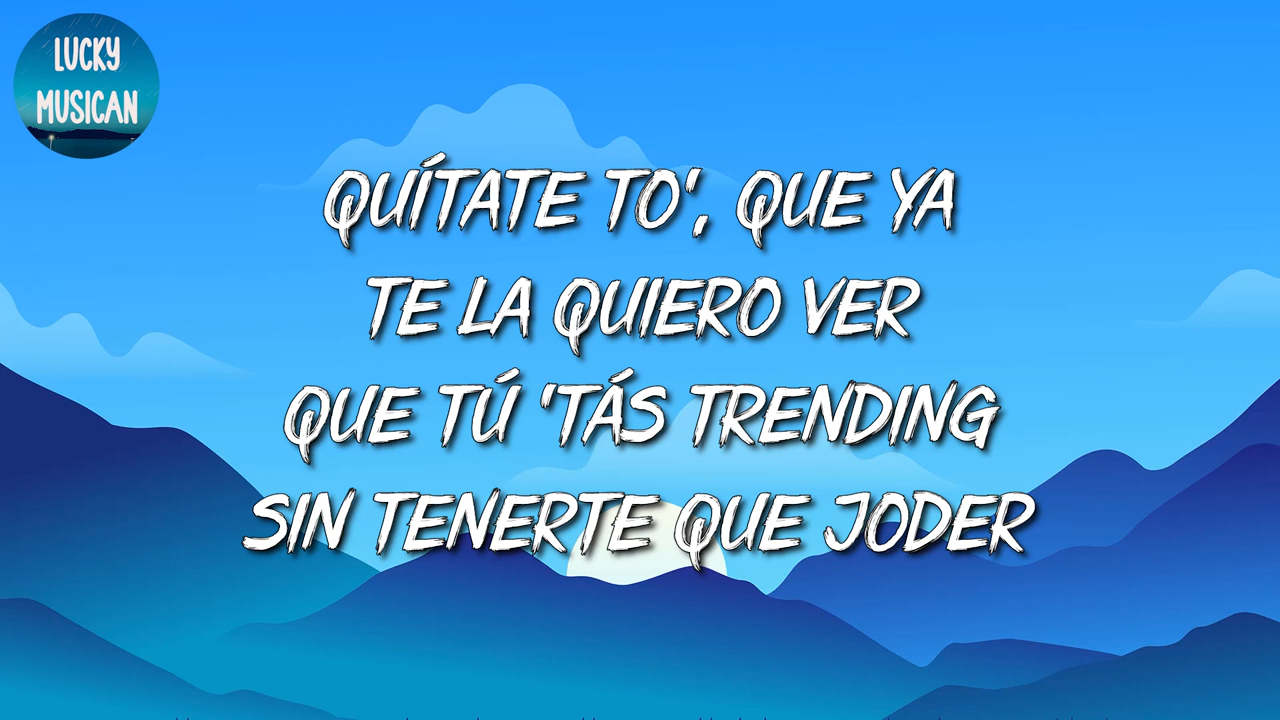 LUCKY
MUSICAN
QUÍTATE TO', QUE YA
TE LA QUIERO VER
QUE TÚ 'TÁS TRENDING
SIN TENERTE QUE JODER